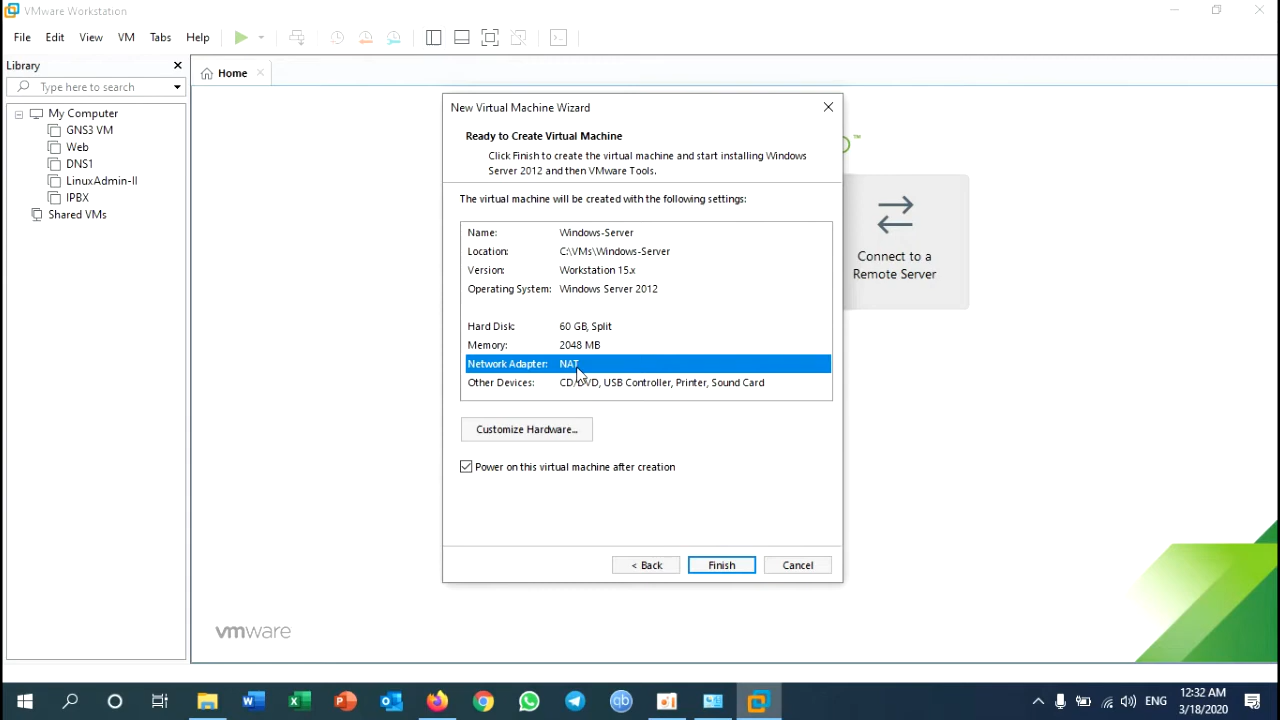 VMware Workstation
File Edit View VM Tabs Help
Library
Type here to search
My Computer
GNS3 VM
Web
DNS1
LinuxAdmin-II
IPBX
Shared VMs
Home
New Virtual Machine Wizard
Ready to Create Virtual Machine
Click Finish to create the virtual machine and start installing Windows
Server 2012 and then VMware Tools.
The virtual machine will be created with the following settings:
Name: Windows-Server
Location: C:\VMs\Windows-Server
Version: Workstation 15.x
Operating System: Windows Server 2012
Hard Disk: 60 GB, Split
Memory: 2048 MB
Network Adapter: NAT
Other Devices: CD/DVD, USB Controller, Printer, Sound Card
Customize Hardware...
Power on this virtual machine after creation
< Back Finish Cancel
Connect to a
Remote Server
vmware
ENG
12:32 AM
3/18/2020